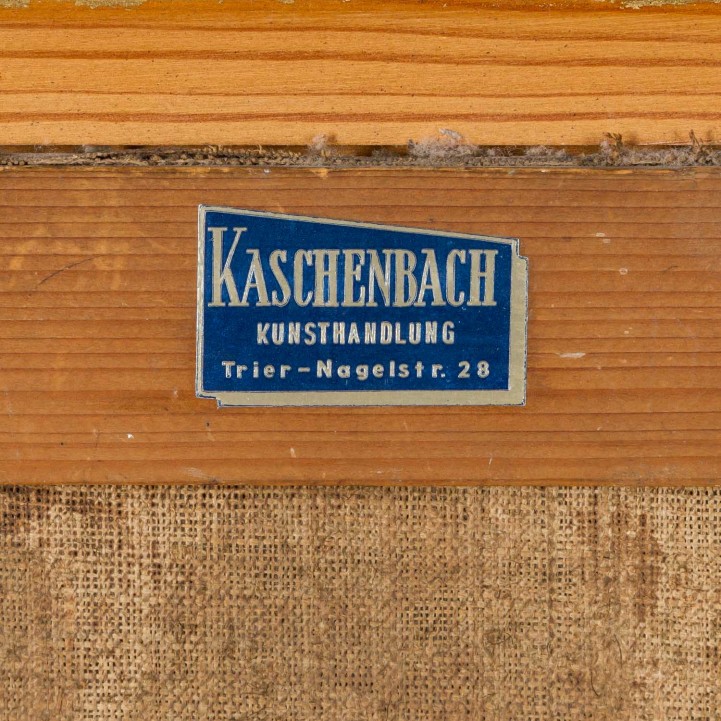 KASCHENBACH
KUNSTHANDLUNG
Trier-Nagelstr. 28